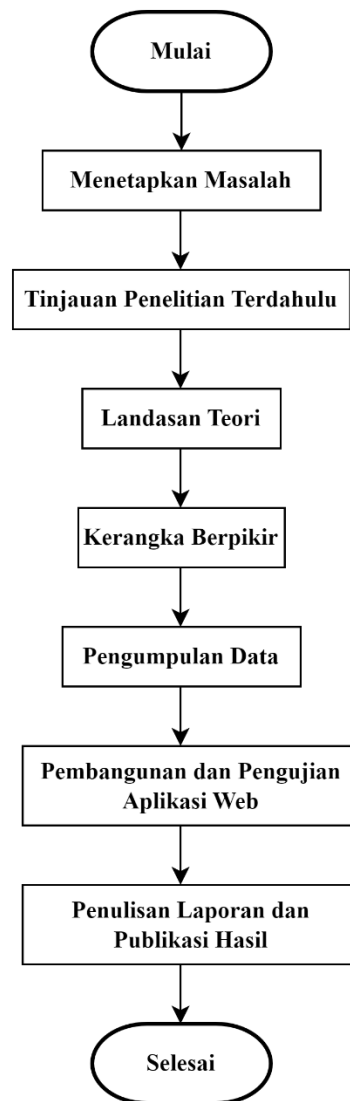 Mulai
Menetapkan Masalah
Tinjauan Penelitian Terdahulu
Landasan Teori
Kerangka Berpikir
Pengumpulan Data
Pembangunan dan Pengujian
Aplikasi Web
Penulisan Laporan dan
Publikasi Hasil
Selesai